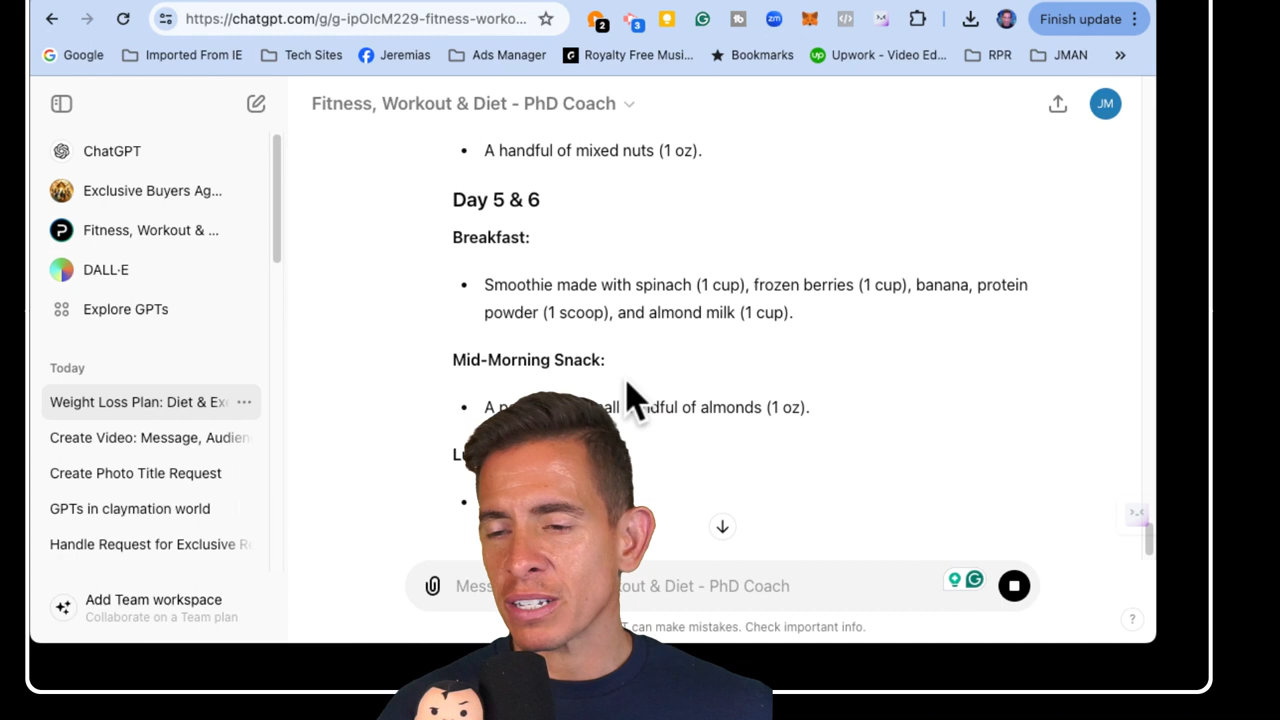 https://chatgpt.com/g/g-ipOlcM229-fitness-worko...
2
3
Finish update
Google
Imported From IE
Tech Sites
Jeremias
Ads Manager
Royalty Free Musi...
Bookmarks
Upwork - Video Ed...
RPR
JMAN
»
Fitness, Workout & Diet - PhD Coach
JM
ChatGPT
Exclusive Buyers Ag...
Fitness, Workout & ...
DALL·E
Explore GPTs
Today
Weight Loss Plan: Diet & Ex
Create Video: Message, Audien
Create Photo Title Request
GPTs in claymation world
Handle Request for Exclusive R
Add Team workspace
Collaborate on a Team plan
• A handful of mixed nuts (1 oz).
Day 5 & 6
Breakfast:
• Smoothie made with spinach (1 cup), frozen berries (1 cup), banana, protein
powder (1 scoop), and almond milk (1 cup).
Mid-Morning Snack:
• A of almonds (1 oz).
out & Diet - PhD Coach
can make mistakes. Check important info.
?